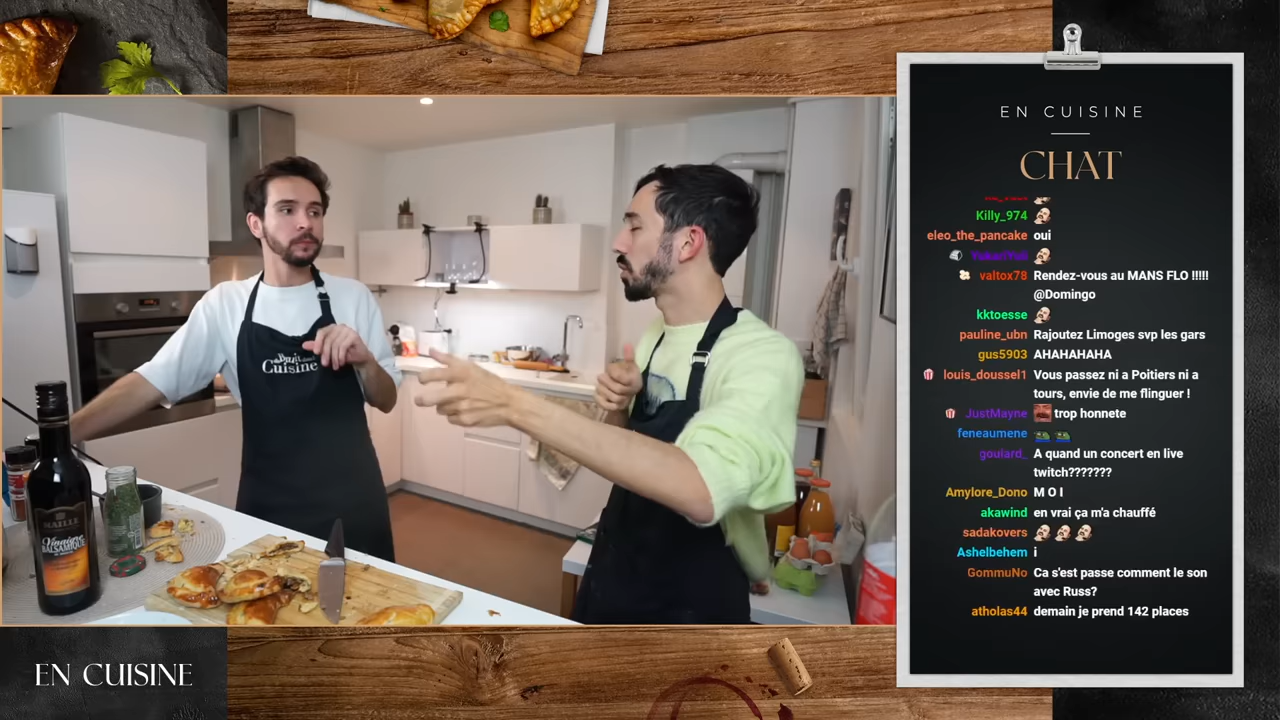 EN CUISINE
CHAT
Killy_974
eleo_the_pancake oui
valtox78 Rendez-vous au MANS FLO !!!!!
@Domingo
kktoesse
pauline_ubn Rajoutez Limoges svp les gars
gus5903 AHAHAHAHA
louis_doussel1 Vous passez ni a Poitiers ni a
tours, envie de me flinguer !
JustMayne trop honnete
feneaumene
goulard_ A quand un concert en live
twitch???????
Amylore_Dono M O I
akawind en vrai ça m'a chauffé
sadakovers
Ashelbehem i
GommuNo Ca s'est passe comment le son
avec Russ?
atholas44 demain je prend 142 places
Cuisine
MAILLE
Vinaigre
BALSAMIQUE
EN CUISINE